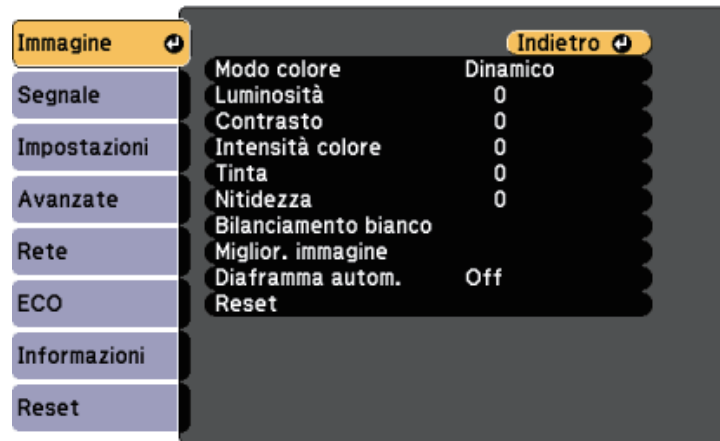 Immagine
Segnale
Impostazioni
Avanzate
Rete
ECO
Informazioni
Reset
Indietro
Modo colore Dinamico
Luminosità 0
Contrasto 0
Intensità colore 0
Tinta 0
Nitidezza 0
Bilanciamento bianco
Miglior. immagine
Diaframma autom. Off
Reset